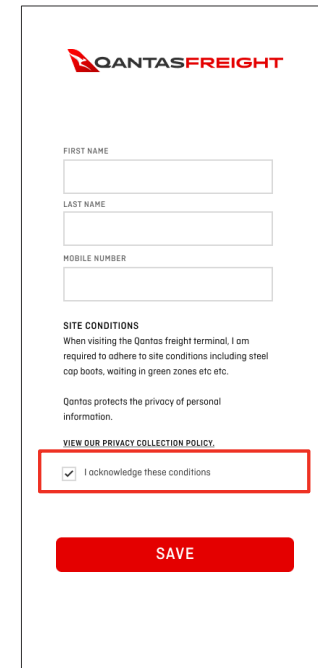 QANTASFREIGHT
FIRST NAME
LAST NAME
MOBILE NUMBER
SITE CONDITIONS
When visiting the Qantas freight terminal, I am
required to adhere to site conditions including steel
cap boots, waiting in green zones etc etc.
Qantas protects the privacy of personal
information.
VIEW OUR PRIVACY COLLECTION POLICY.
I acknowledge these conditions
SAVE